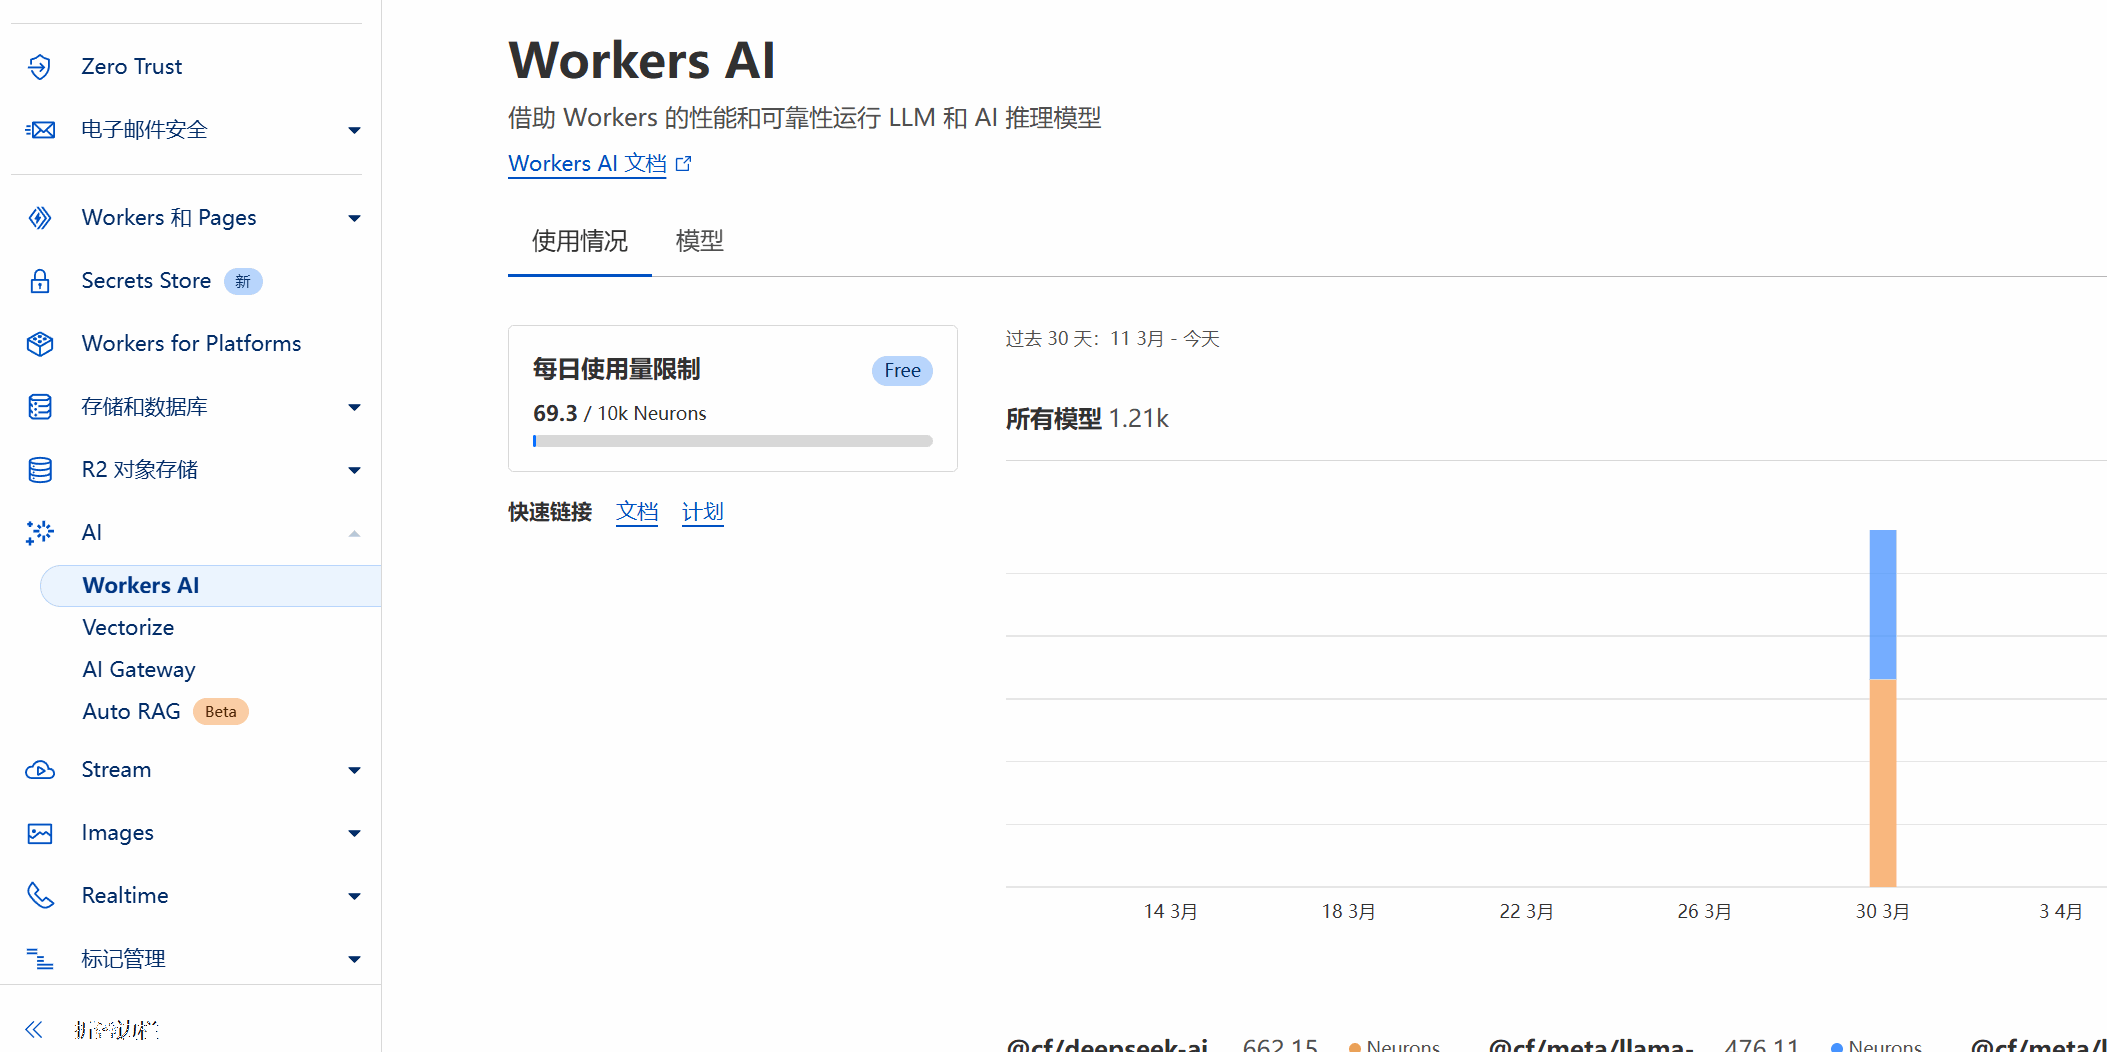 Zero Trust
电子邮件安全
Workers 和 Pages
Secrets Store 新
Workers for Platforms
存储和数据库
R2 对象存储
AI
Workers AI
Vectorize
AI Gateway
Auto RAG Beta
Stream
Images
Realtime
标记管理
Workers AI
借助 Workers 的性能和可靠性运行 LLM 和 AI 推理模型
Workers AI 文档
使用情况 模型
每日使用量限制 Free
69.3 / 10k Neurons
快速链接 文档 计划
过去 30 天：11 3月 - 今天
所有模型 1.21k
14 3月 18 3月 22 3月 26 3月 30 3月 3 4月
@cf/deepseek-ai 662.15 Neurons @cf/meta/llama- 476.11 Neurons @cf/meta/l